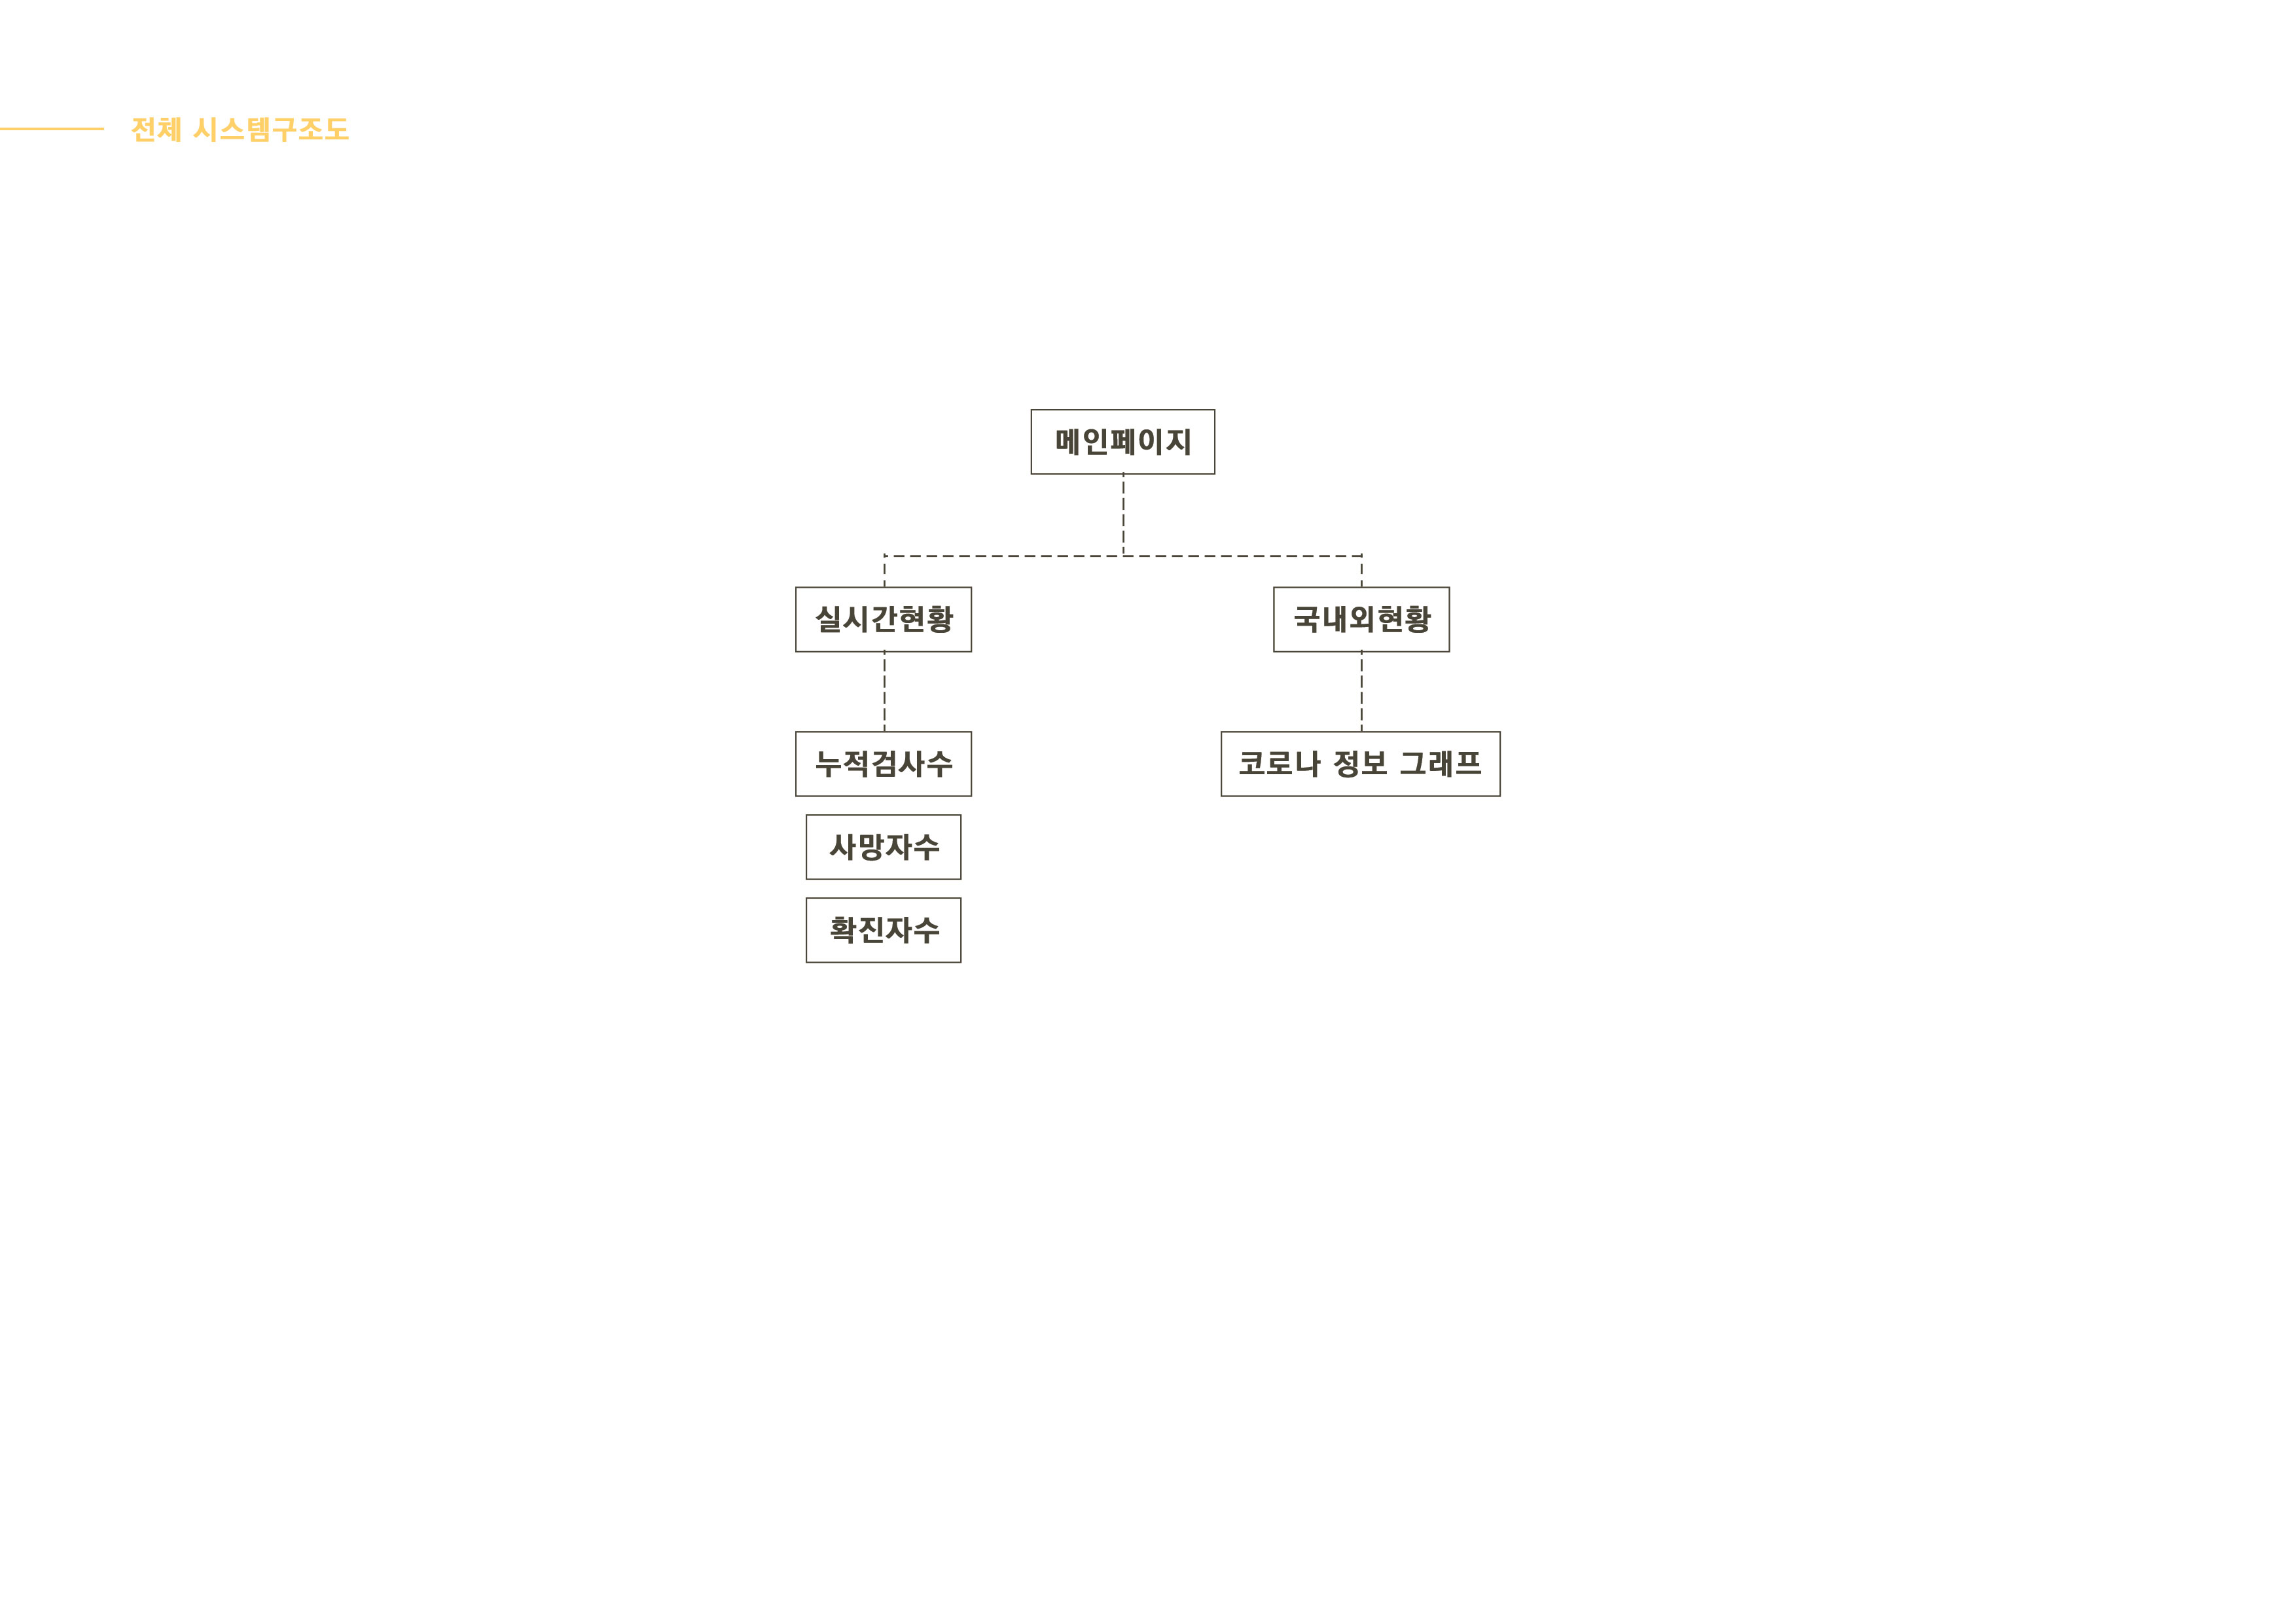 전체 시스템구조도
메인페이지
실시간현황
국내외현황
누적검사수
코로나 정보 그래프
사망자수
확진자수